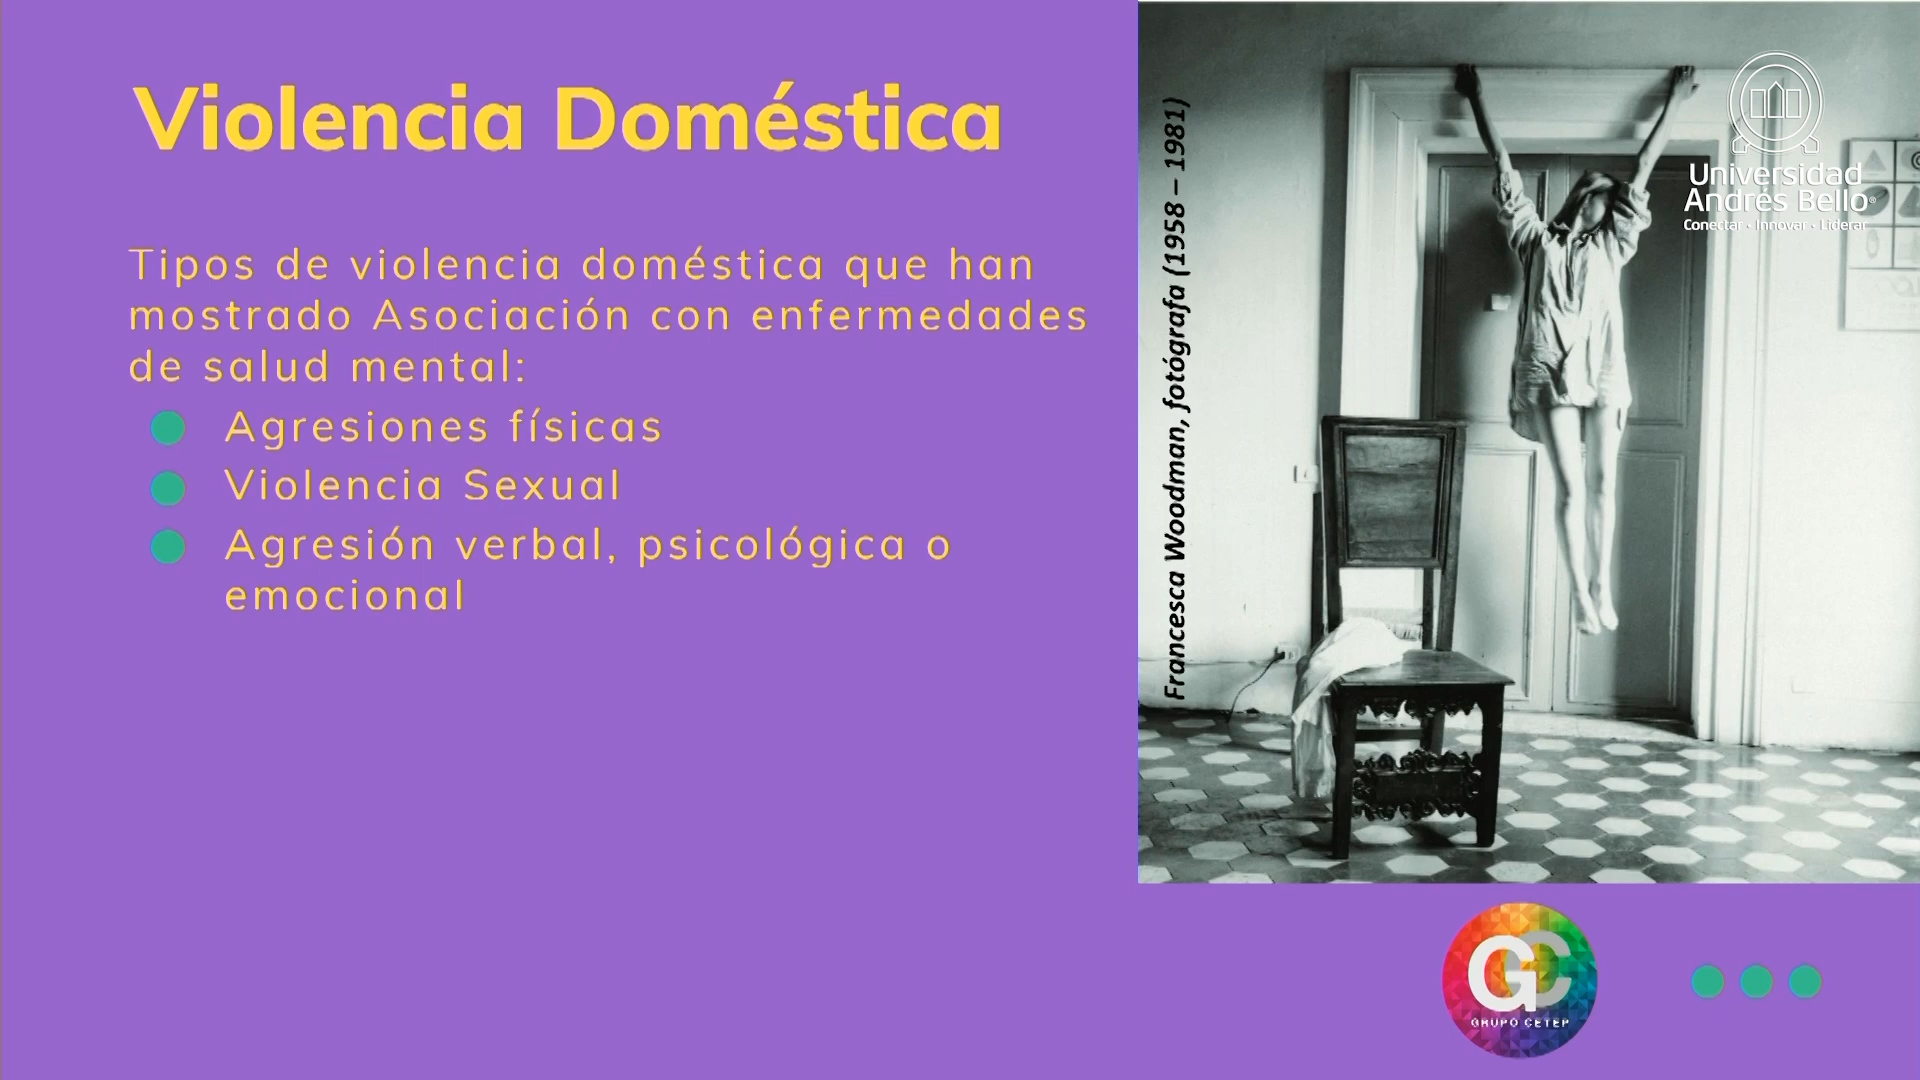 Violencia Doméstica
Tipos de violencia doméstica que han
mostrado Asociación con enfermedades
de salud mental:
Agresiones físicas
Violencia Sexual
Agresión verbal, psicológica o
emocional
Francesca Woodman, fotógrafa (1958 – 1981)
Universidad
Andrés Bello®
Conectar • Innovar • Liderar
GC
GRUPO CETEP